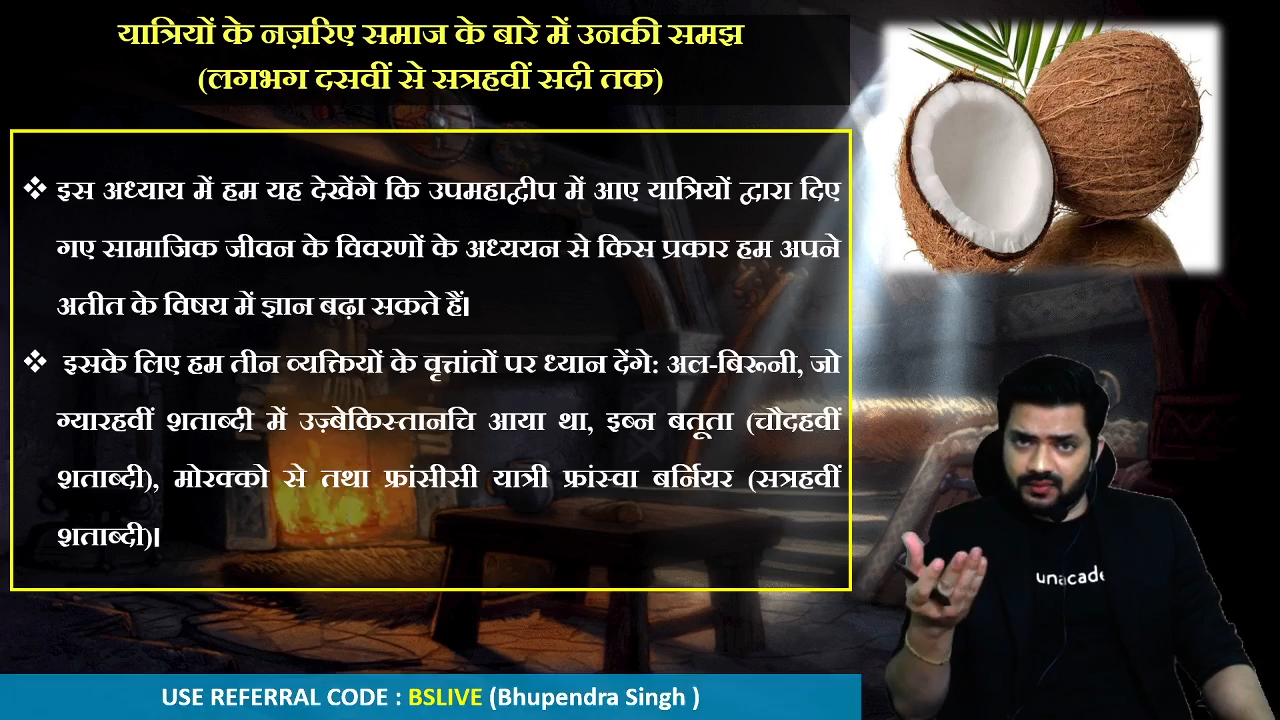 यात्रियों के नज़रिए समाज के बारे में उनकी समझ
(लगभग दसवीं से सत्रहवीं सदी तक)
❖ इस अध्याय में हम यह देखेंगे कि उपमहाद्वीप में आए यात्रियों द्वारा दिए
गए सामाजिक जीवन के विवरणों के अध्ययन से किस प्रकार हम अपने
अतीत के विषय में ज्ञान बढ़ा सकते हैं।
❖ इसके लिए हम तीन व्यक्तियों के वृत्तांतों पर ध्यान देंगे: अल-बिरूनी, जो
ग्यारहवीं शताब्दी में उज़्बेकिस्तानचि आया था, इब्न बतूता (चौदहवीं
शताब्दी), मोरक्को से तथा फ्रांसीसी यात्री फ्रांस्वा बर्नियर (सत्रहवीं
शताब्दी)।
unacade
USE REFERRAL CODE : BSLIVE (Bhupendra Singh )